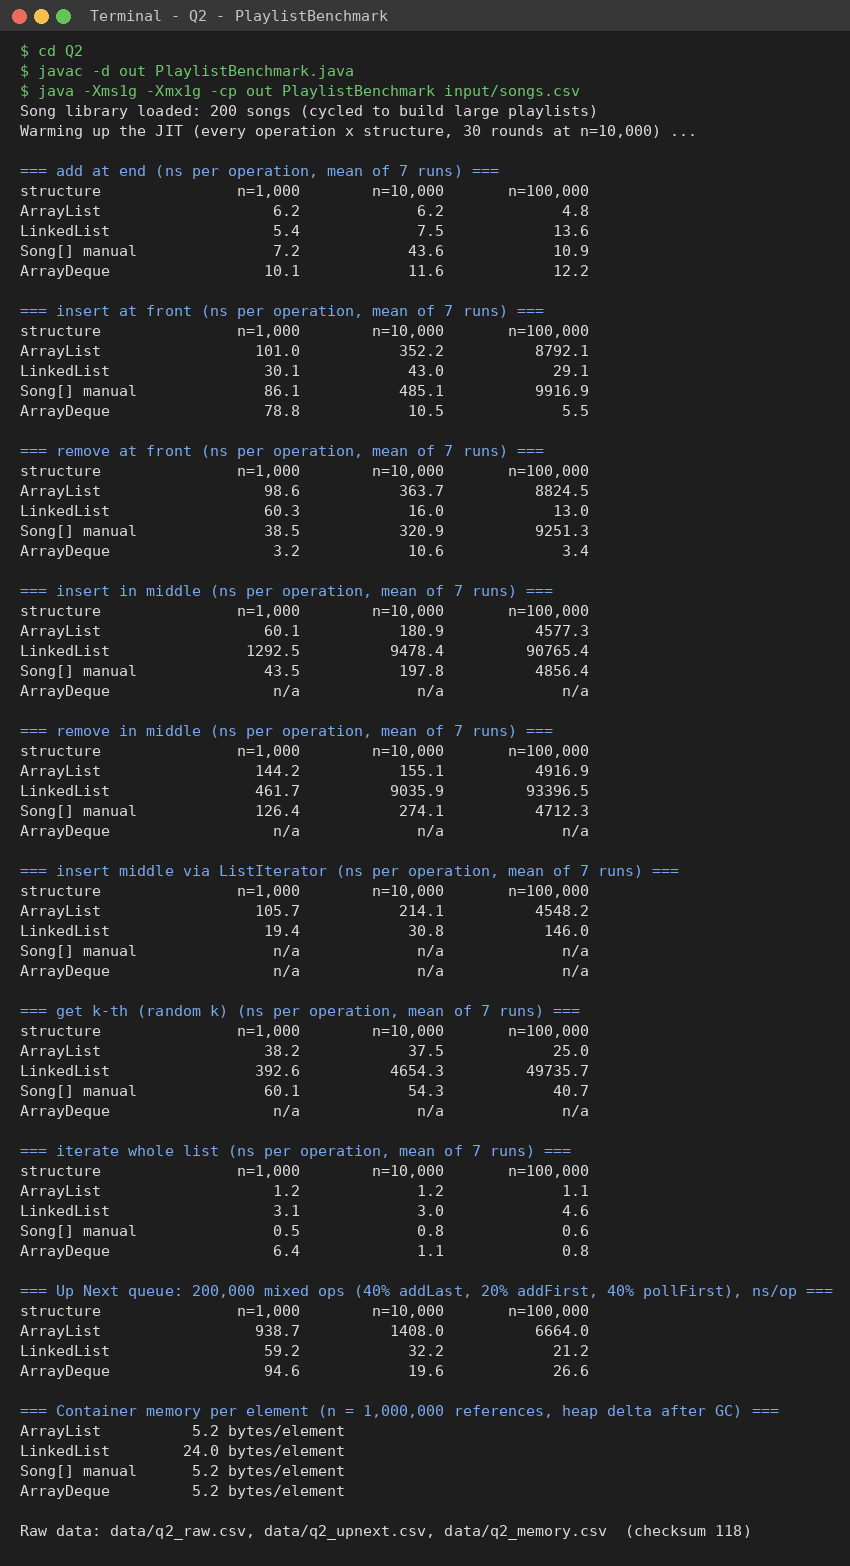 Terminal - Q2 - PlaylistBenchmark
$ cd Q2
$ javac -d out PlaylistBenchmark.java
$ java -Xms1g -Xmx1g -cp out PlaylistBenchmark input/songs.csv
Song library loaded: 200 songs (cycled to build large playlists)
Warming up the JIT (every operation x structure, 30 rounds at n=10,000) ...
=== add at end (ns per operation, mean of 7 runs) ===
structure n=1,000 n=10,000 n=100,000
ArrayList 6.2 6.2 4.8
LinkedList 5.4 7.5 13.6
Song[] manual 7.2 43.6 10.9
ArrayDeque 10.1 11.6 12.2
=== insert at front (ns per operation, mean of 7 runs) ===
structure n=1,000 n=10,000 n=100,000
ArrayList 101.0 352.2 8792.1
LinkedList 30.1 43.0 29.1
Song[] manual 86.1 485.1 9916.9
ArrayDeque 78.8 10.5 5.5
=== remove at front (ns per operation, mean of 7 runs) ===
structure n=1,000 n=10,000 n=100,000
ArrayList 98.6 363.7 8824.5
LinkedList 60.3 16.0 13.0
Song[] manual 38.5 320.9 9251.3
ArrayDeque 3.2 10.6 3.4
=== insert in middle (ns per operation, mean of 7 runs) ===
structure n=1,000 n=10,000 n=100,000
ArrayList 60.1 180.9 4577.3
LinkedList 1292.5 9478.4 90765.4
Song[] manual 43.5 197.8 4856.4
ArrayDeque n/a n/a n/a
=== remove in middle (ns per operation, mean of 7 runs) ===
structure n=1,000 n=10,000 n=100,000
ArrayList 144.2 155.1 4916.9
LinkedList 461.7 9035.9 93396.5
Song[] manual 126.4 274.1 4712.3
ArrayDeque n/a n/a n/a
=== insert middle via ListIterator (ns per operation, mean of 7 runs) ===
structure n=1,000 n=10,000 n=100,000
ArrayList 105.7 214.1 4548.2
LinkedList 19.4 30.8 146.0
Song[] manual n/a n/a n/a
ArrayDeque n/a n/a n/a
=== get k-th (random k) (ns per operation, mean of 7 runs) ===
structure n=1,000 n=10,000 n=100,000
ArrayList 38.2 37.5 25.0
LinkedList 392.6 4654.3 49735.7
Song[] manual 60.1 54.3 40.7
ArrayDeque n/a n/a n/a
=== iterate whole list (ns per operation, mean of 7 runs) ===
structure n=1,000 n=10,000 n=100,000
ArrayList 1.2 1.2 1.1
LinkedList 3.1 3.0 4.6
Song[] manual 0.5 0.8 0.6
ArrayDeque 6.4 1.1 0.8
=== Up Next queue: 200,000 mixed ops (40% addLast, 20% addFirst, 40% pollFirst), ns/op ===
structure n=1,000 n=10,000 n=100,000
ArrayList 938.7 1408.0 6664.0
LinkedList 59.2 32.2 21.2
ArrayDeque 94.6 19.6 26.6
=== Container memory per element (n = 1,000,000 references, heap delta after GC) ===
ArrayList 5.2 bytes/element
LinkedList 24.0 bytes/element
Song[] manual 5.2 bytes/element
ArrayDeque 5.2 bytes/element
Raw data: data/q2_raw.csv, data/q2_upnext.csv, data/q2_memory.csv (checksum 118)